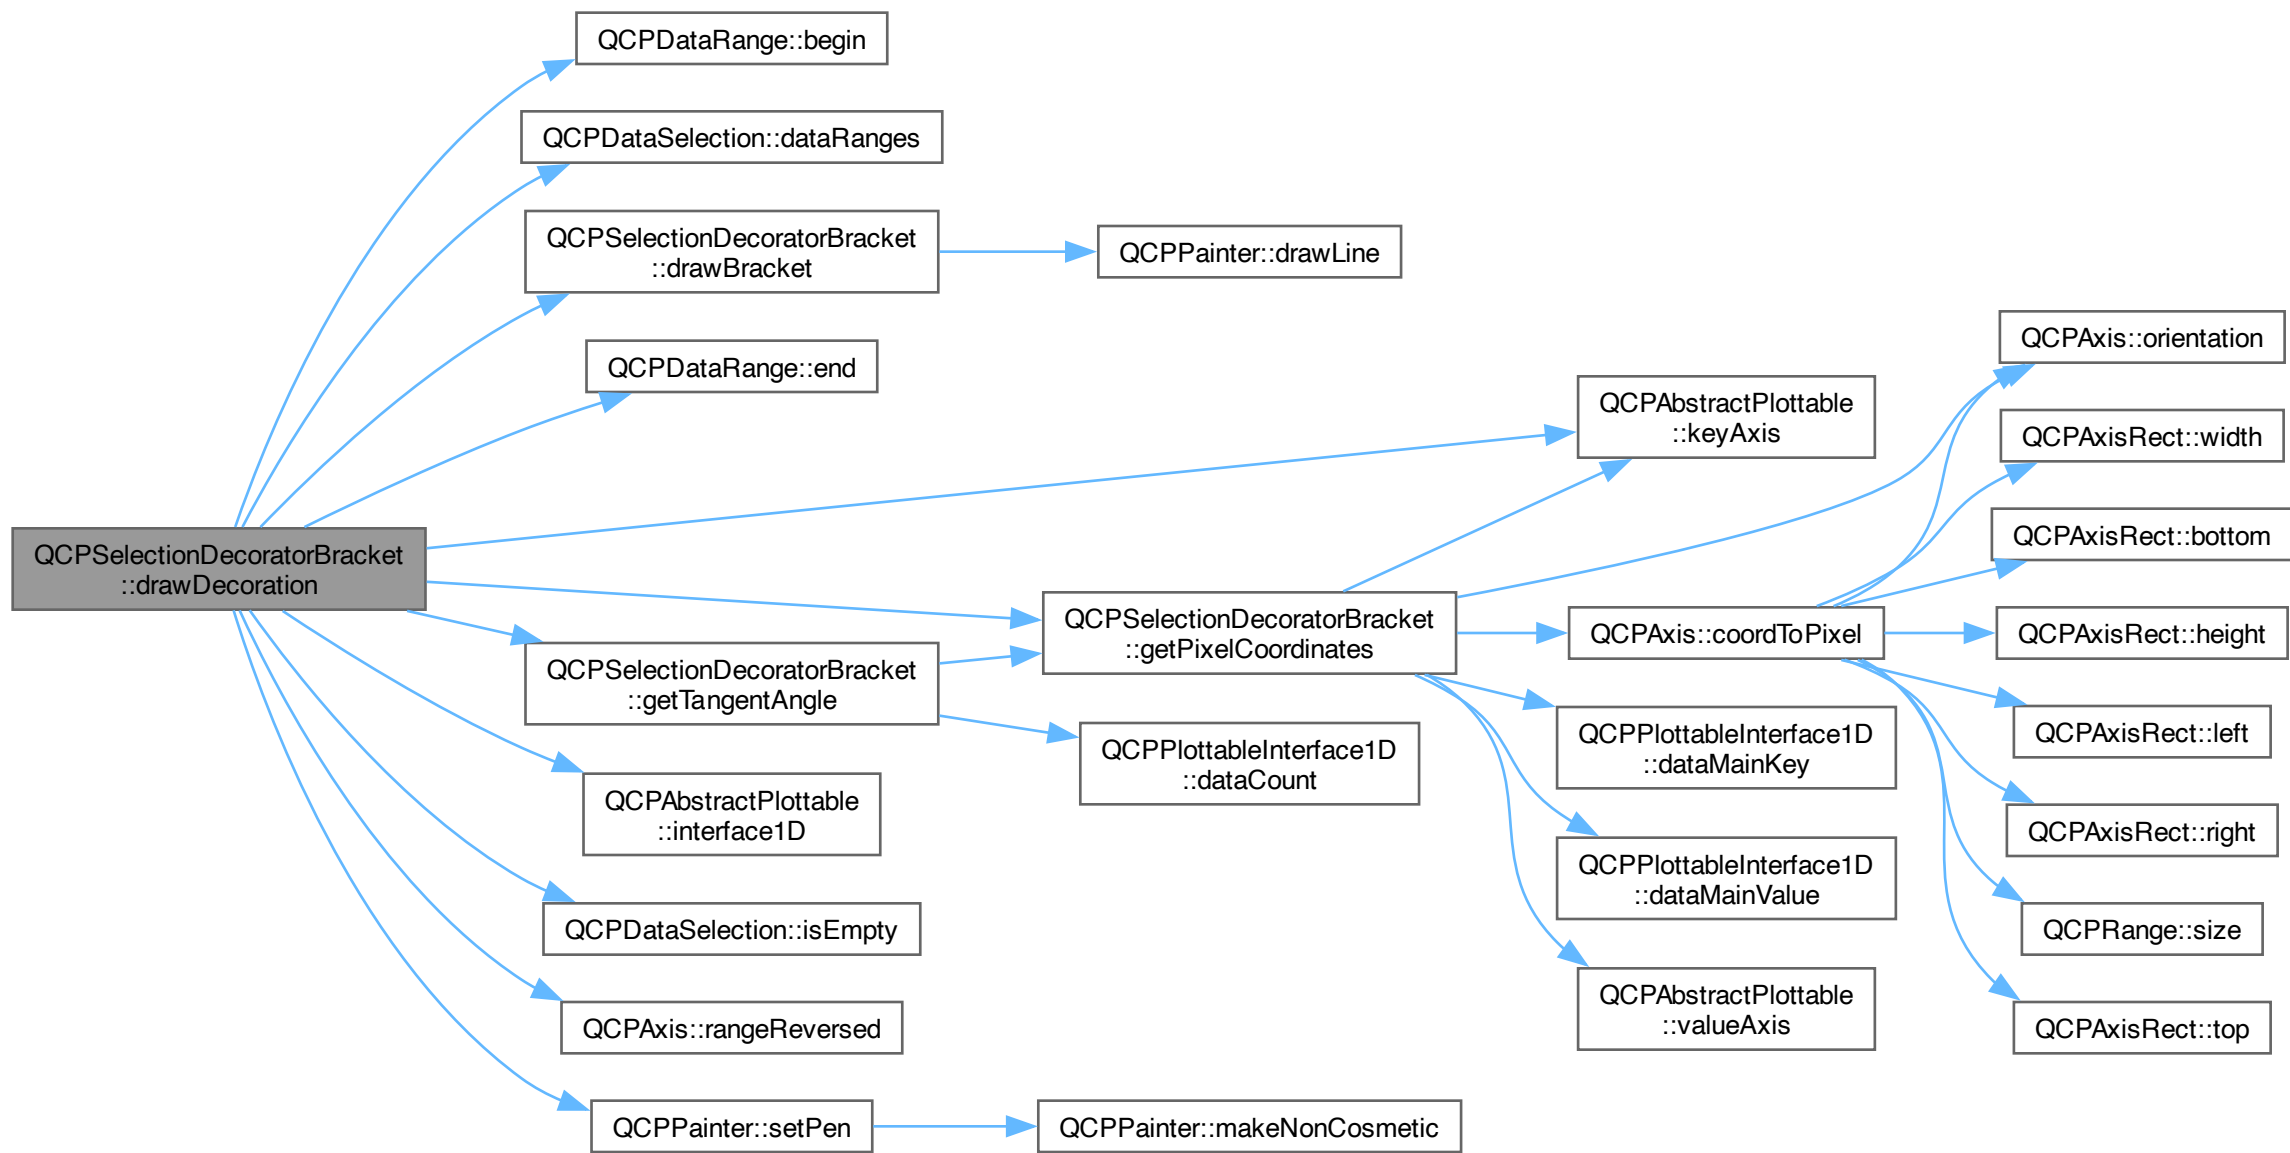 QCPDataRange::begin
QCPDataSelection::dataRanges
QCPSelectionDecoratorBracket
::drawBracket
QCPPainter::drawLine
QCPDataRange::end
QCPAxis::orientation
QCPAbstractPlottable
::keyAxis
QCPAxisRect::width
QCPSelectionDecoratorBracket
::drawDecoration
QCPAxisRect::bottom
QCPSelectionDecoratorBracket
::getPixelCoordinates
QCPAxis::coordToPixel
QCPAxisRect::height
QCPSelectionDecoratorBracket
::getTangentAngle
QCPPlottableInterface1D
::dataCount
QCPPlottableInterface1D
::dataMainKey
QCPAxisRect::left
QCPAbstractPlottable
::interface1D
QCPPlottableInterface1D
::dataMainValue
QCPAxisRect::right
QCPDataSelection::isEmpty
QCPRange::size
QCPAxis::rangeReversed
QCPAbstractPlottable
::valueAxis
QCPAxisRect::top
QCPPainter::setPen
QCPPainter::makeNonCosmetic